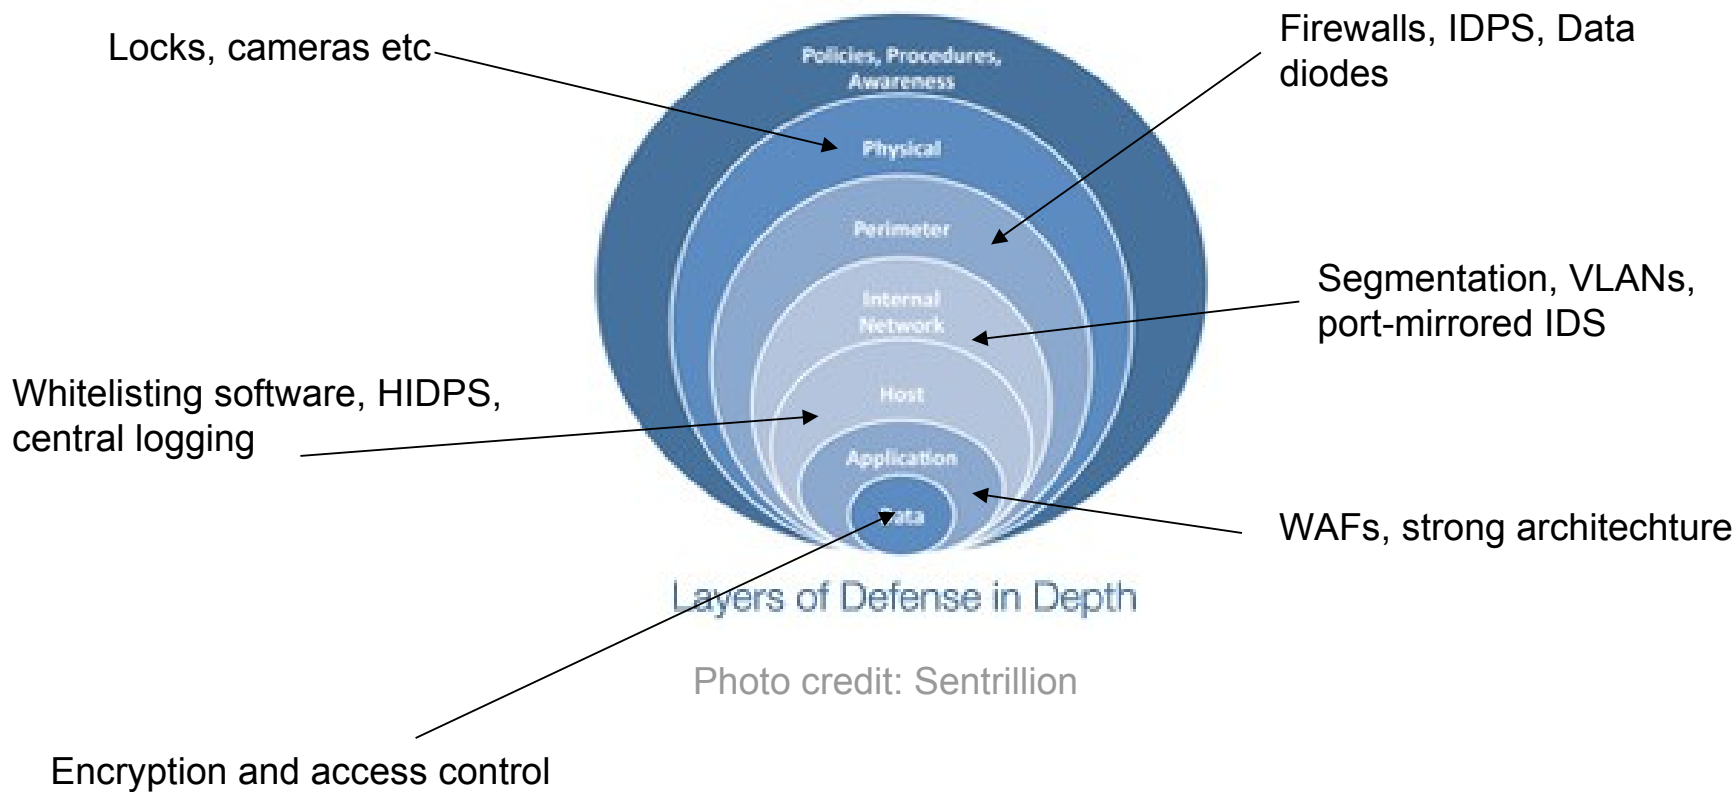 Locks, cameras etc
Firewalls, IDPS, Data
diodes
Policies, Procedures,
Awareness
Physical
Perimeter
Internal
Network
Segmentation, VLANs,
port-mirrored IDS
Host
Whitelisting software, HIDPS,
central logging
Application
Data
WAFs, strong architechture
Layers of Defense in Depth
Photo credit: Sentrillion
Encryption and access control